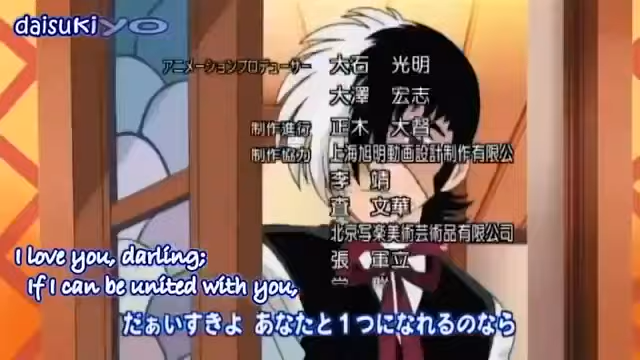 daisuki yo
アニメーションプロデューサー 大石 光明
大澤 宏志
制作進行 正木 大督
制作協力 上海旭明動画設計制作有限公
李 靖
査 文華
北京写楽美術芸術品有限公司
張 軍立
I love you, darling;
If I can be united with you,
だぁいすきよ あなたと1つになれるのなら